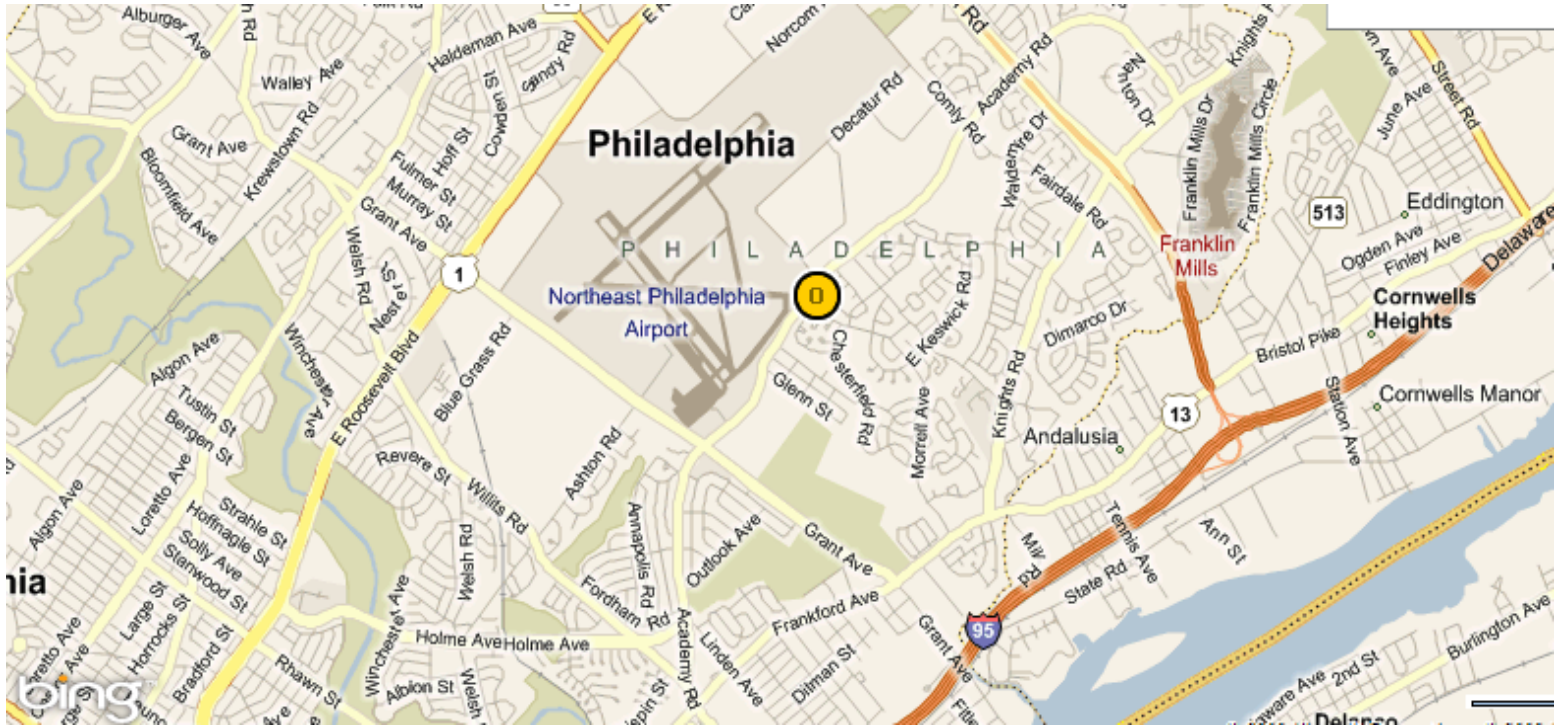 Alburger Ave
Haldeman Ave
Sandy Rd
Norcom
Academy Rd
Knights
Street Rd
Walley Ave
Krewstown Rd
Grant Ave
Bloomfield Ave
Hoff St
Cowden St
Fulmer St
Murray St
Grant Ave
Philadelphia
Decatur Rd
Comly Rd
Nanton Dr
Waldemire Dr
Fairdale Rd
Franklin Mills Dr
Franklin Mills Circle
June Ave
513
Eddington
Ogden Ave
Finley Ave
Delaware
PHILADELPHIA
Franklin
Mills
Welsh Rd
1
Northeast Philadelphia
Airport
0
E Keswick Rd
Dimarco Dr
Cornwells
Heights
Bristol Pike
Winchester Ave
E Roosevelt Blvd
Blue Grass Rd
Algon Ave
Tustin St
Bergen St
Glenn St
Chesterfield Rd
Morrell Ave
Knights Rd
13
Andalusia
Station Ave
Cornwells Manor
Revere St
Willits Rd
Ashton Rd
Annapolis Rd
Outlook Ave
Grant Ave
Algon Ave
Loretto Ave
Strahle St
Hoffnagle St
Solly Ave
Stanwood St
Welsh Rd
Mill Rd
Tennis Ave
Ann St
State Rd
nia
Large St
Horrocks St
Bradford St
Winchester Ave
Holme Ave
Holme Ave
Fordham Rd
Academy Rd
Linden Ave
Frankford Ave
Dilman St
Grant Ave
95
Loretto Ave
Rhawn St
Albion St
Welsh
2nd St
Burlington Ave
Delanco
bing